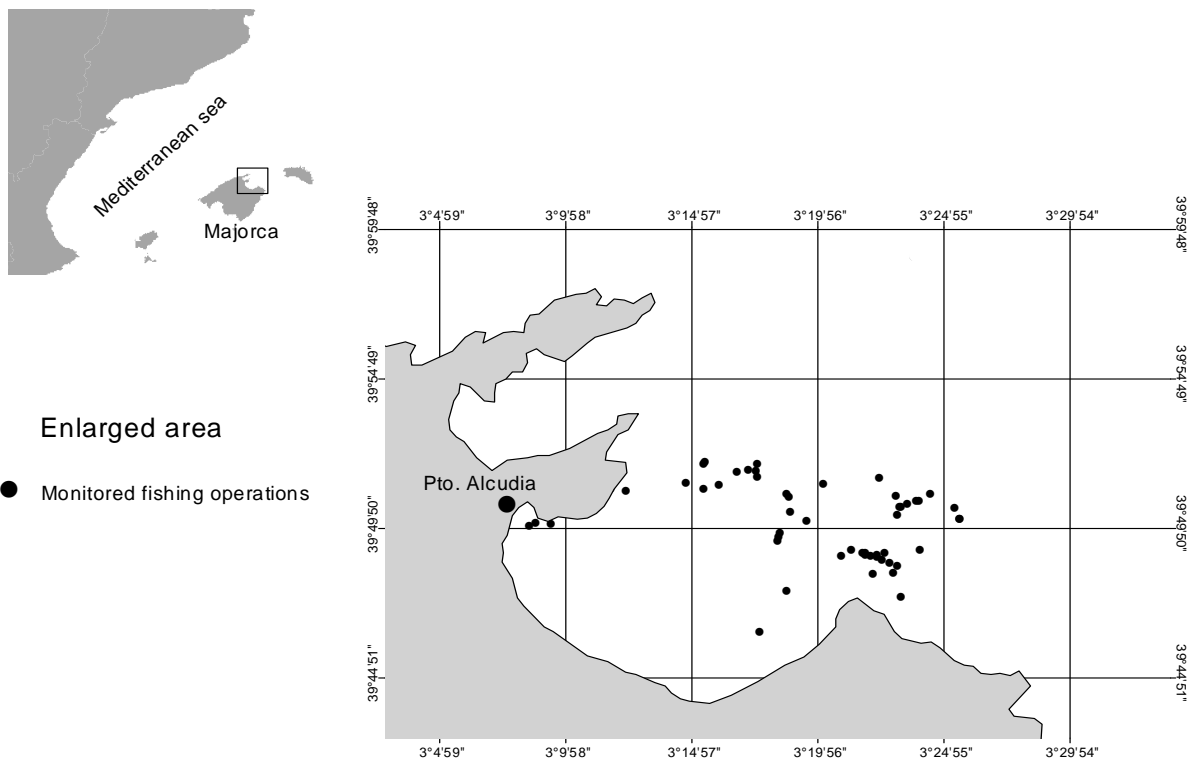 Mediterranean sea
Majorca
3°4'59" 3°9'58" 3°14'57" 3°19'56" 3°24'55" 3°29'54"
39°59'48" 39°59'48"
39°54'49" 39°54'49"
Enlarged area
Pto. Alcudia
Monitored fishing operations
39°49'50" 39°49'50"
39°44'51" 39°44'51"
3°4'59" 3°9'58" 3°14'57" 3°19'56" 3°24'55" 3°29'54"